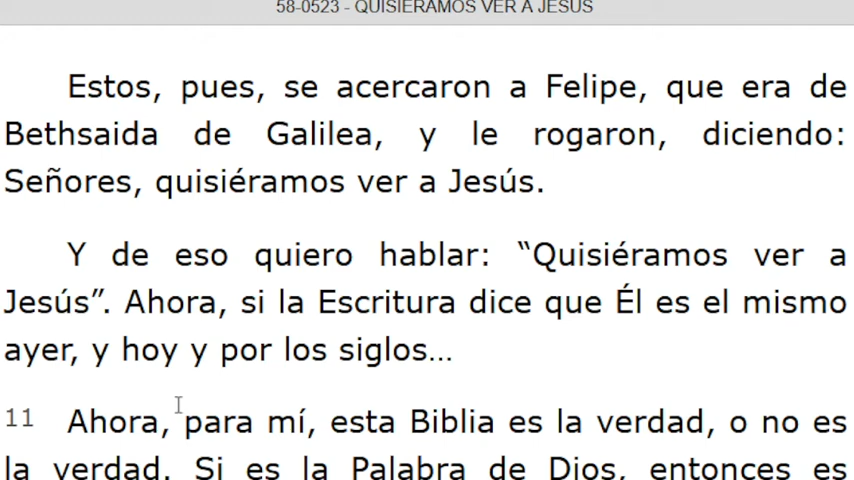 58-0523 - QUISIÉRAMOS VER A JESÚS
Estos, pues, se acercaron a Felipe, que era de
Bethsaida de Galilea, y le rogaron, diciendo:
Señores, quisiéramos ver a Jesús.
Y de eso quiero hablar: “Quisiéramos ver a
Jesús”. Ahora, si la Escritura dice que Él es el mismo
ayer, y hoy y por los siglos…
11 Ahora, para mí, esta Biblia es la verdad, o no es
la verdad. Si es la Palabra de Dios, entonces es